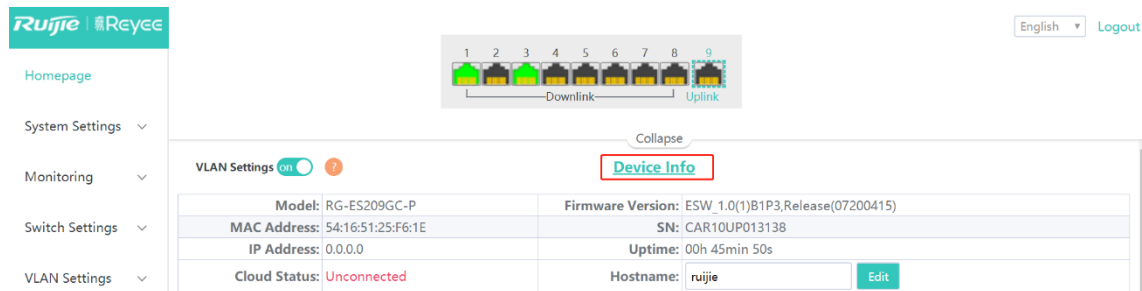 Ruijie | 睿Reyee
English
Logout
1 2 3 4 5 6 7 8 9
Homepage
Downlink
Uplink
System Settings
Collapse
VLAN Settings on ?
Device Info
Monitoring
Model: RG-ES209GC-P
Firmware Version: ESW_1.0(1)B1P3,Release(07200415)
Switch Settings
MAC Address: 54:16:51:25:F6:1E
SN: CAR10UP013138
IP Address: 0.0.0.0
Uptime: 00h 45min 50s
VLAN Settings
Cloud Status: Unconnected
Hostname: ruijie
Edit